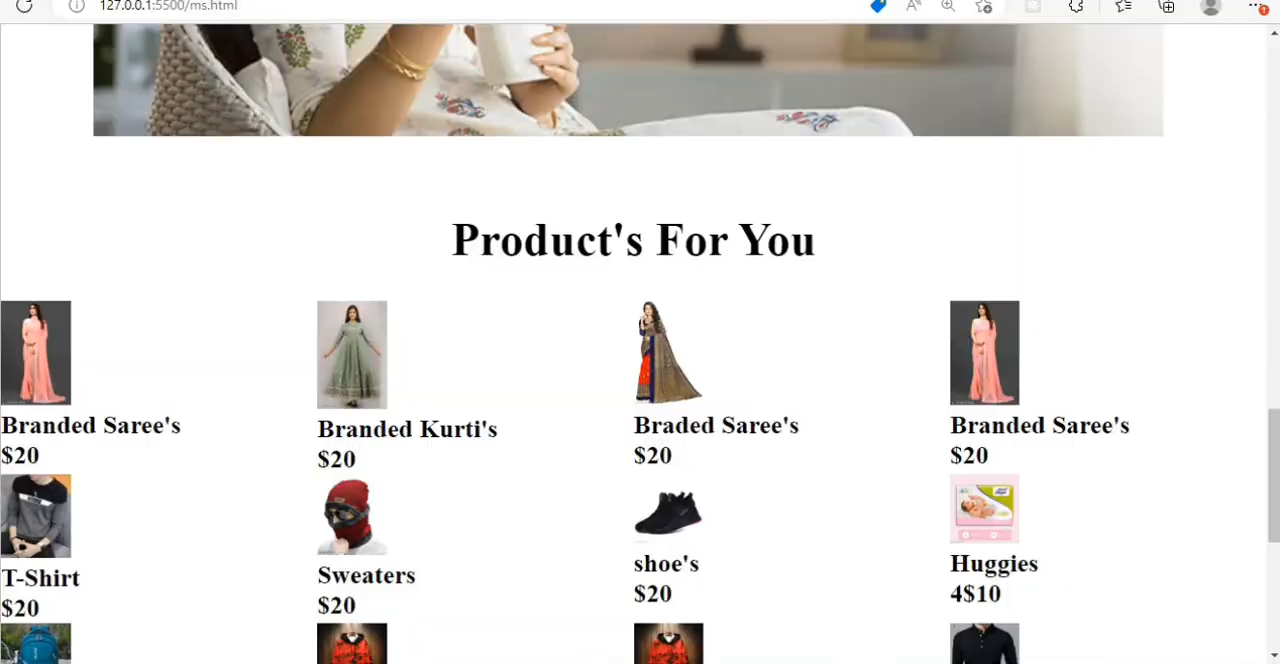 127.0.0.1:5500/ms.html
Product's For You
Branded Saree's
$20
Branded Kurti's
$20
Braded Saree's
$20
Branded Saree's
$20
T-Shirt
$20
Sweaters
$20
shoe's
$20
Huggies
4$10